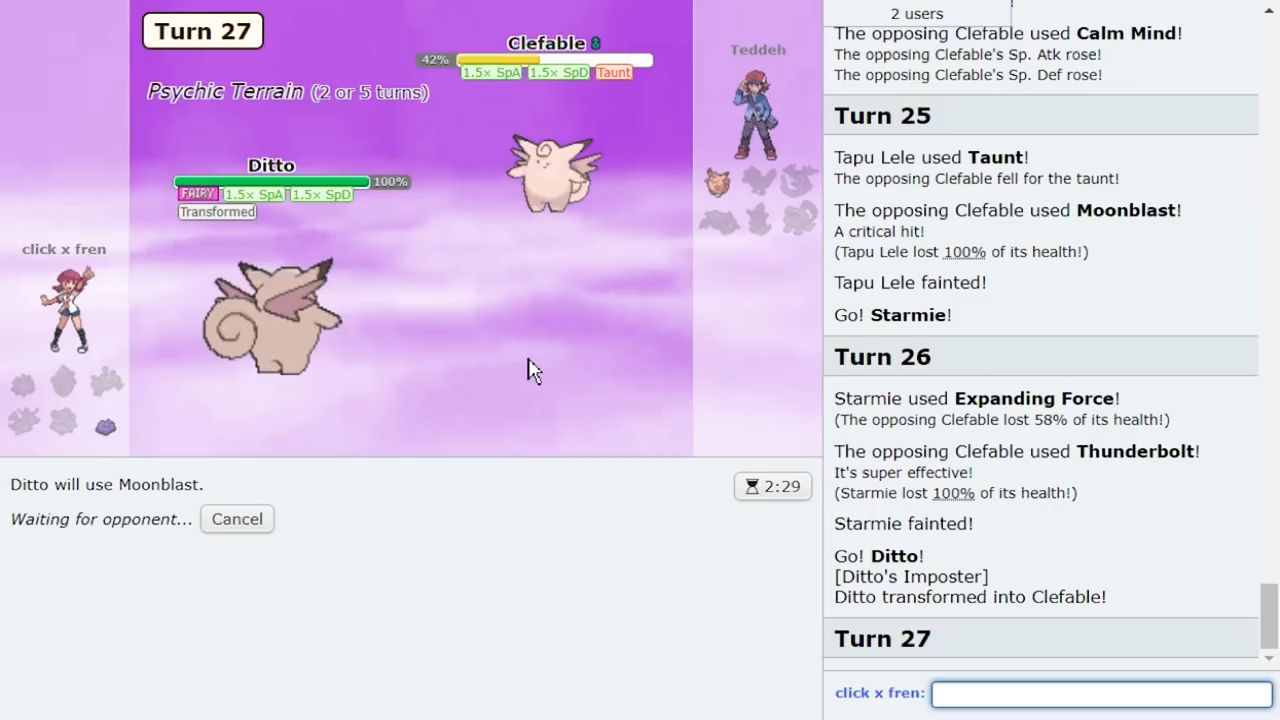 Turn 27
Psychic Terrain (2 or 5 turns)
Clefable
42%
1.5× SpA 1.5× SpD Taunt
Ditto
100%
FAIRY 1.5× SpA 1.5× SpD
Transformed
click x fren
Teddeh
Ditto will use Moonblast.
2:29
Waiting for opponent... Cancel
2 users
The opposing Clefable used Calm Mind!
The opposing Clefable's Sp. Atk rose!
The opposing Clefable's Sp. Def rose!
Turn 25
Tapu Lele used Taunt!
The opposing Clefable fell for the taunt!
The opposing Clefable used Moonblast!
A critical hit!
(Tapu Lele lost 100% of its health!)
Tapu Lele fainted!
Go! Starmie!
Turn 26
Starmie used Expanding Force!
(The opposing Clefable lost 58% of its health!)
The opposing Clefable used Thunderbolt!
It's super effective!
(Starmie lost 100% of its health!)
Starmie fainted!
Go! Ditto!
[Ditto's Imposter]
Ditto transformed into Clefable!
Turn 27
click x fren: